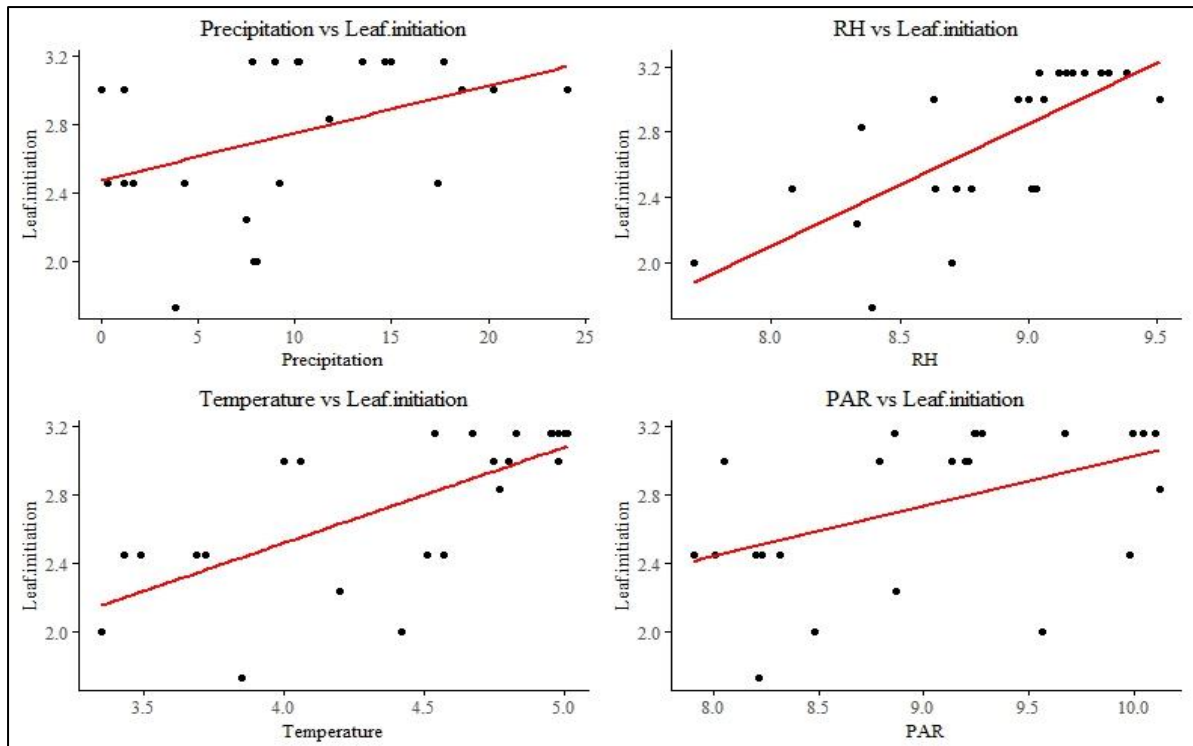 Precipitation vs Leaf.initiation
Leaf.initiation
3.2
2.8
2.4
2.0
0 5 10 15 20 25
Precipitation
RH vs Leaf.initiation
Leaf.initiation
3.2
2.8
2.4
2.0
8.0 8.5 9.0 9.5
RH
Temperature vs Leaf.initiation
Leaf.initiation
3.2
2.8
2.4
2.0
3.5 4.0 4.5 5.0
Temperature
PAR vs Leaf.initiation
Leaf.initiation
3.2
2.8
2.4
2.0
8.0 8.5 9.0 9.5 10.0
PAR